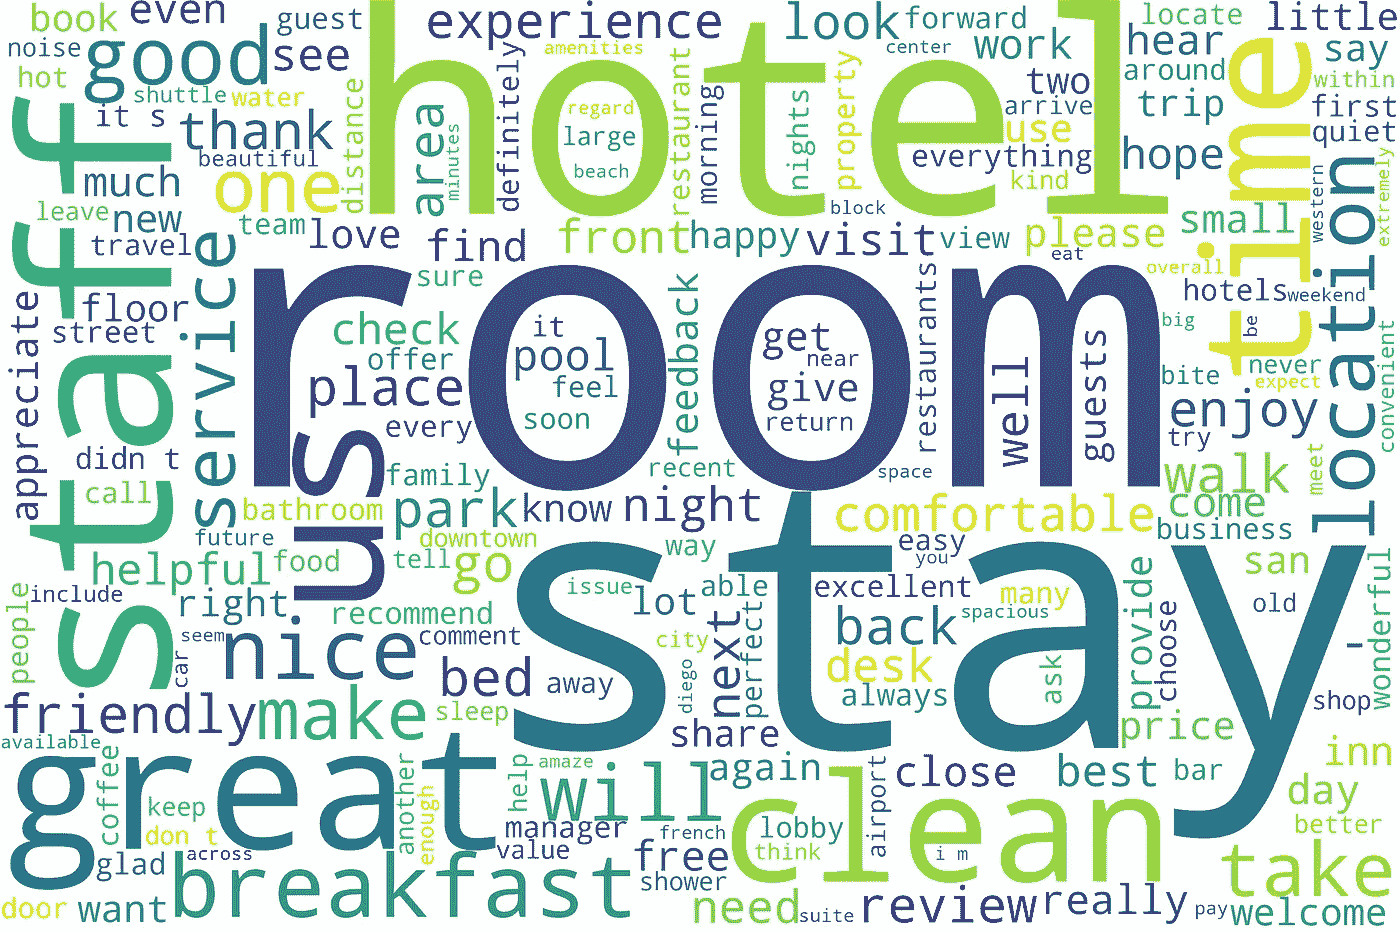 book
even
guest
experience
look
forward
locate
little
noise
good
see
amenities
hotel
center
work
hear
say
hot
shuttle
water
definitely
restaurant
two
around
time
within
it s
distance
area
minutes
regard
large
morning
nights
property
arrive
use
trip
first
thank
beautiful
beach
everything
kind
hope
quiet
staff
much
one
block
leave
new
team
love
find
front
happy
visit
view
please
small
western
location
extremely
travel
service
sure
eat
overall
hotels
weekend
appreciate
floor
street
check
offer
it
pool
feel
soon
room
feedback
get
near
give
return
restaurants
well
guests
big
be
never
expect
convenient
place
every
bite
enjoy
try
didn t
us
family
recent
space
walk
meet
call
bathroom
park
know
night
comfortable
come
business
future
downtown
way
easy
you
helpful
food
tell
go
issue
able
excellent
many
provide
san
wonderful
people
include
right
recommend
lot
stay
spacious
choose
old
seem
nice
comment
city
next
perfect
back
-
car
bed
away
diego
desk
always
ask
shop
friendly
make
sleep
share
price
inn
available
great
coffee
help
amaze
will
again
airport
close
best
bar
day
keep
don t
another
enough
manager
french
clean
lobby
better
glad
across
value
free
think
i m
take
door
want
breakfast
shower
need
suite
review
really
pay
welcome